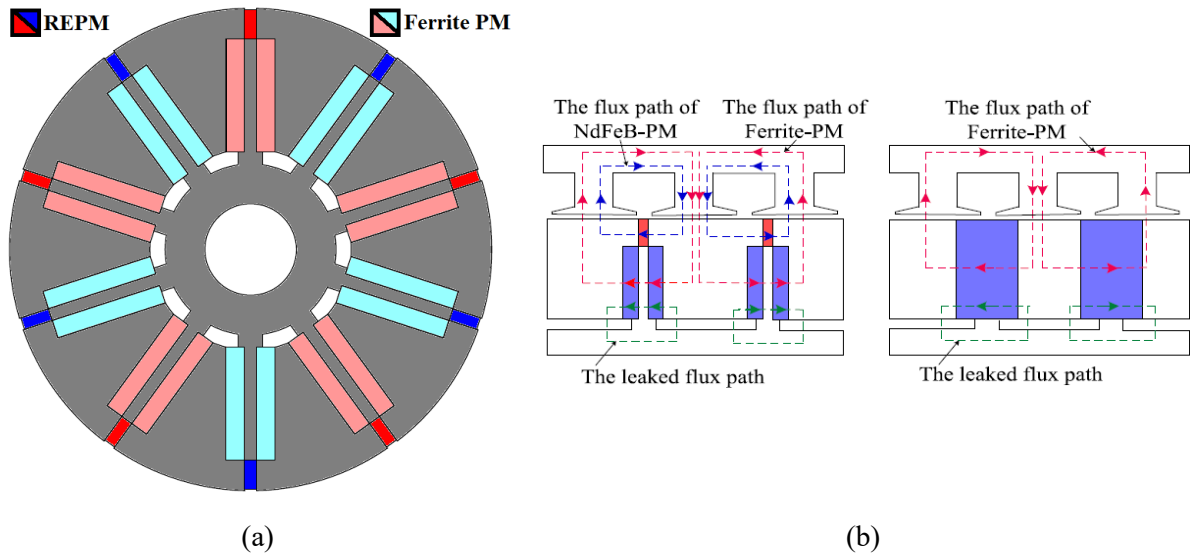 REPM
Ferrite PM
The flux path of
NdFeB-PM
The flux path of
Ferrite-PM
The leaked flux path
The flux path of
Ferrite-PM
The leaked flux path
(a)
(b)